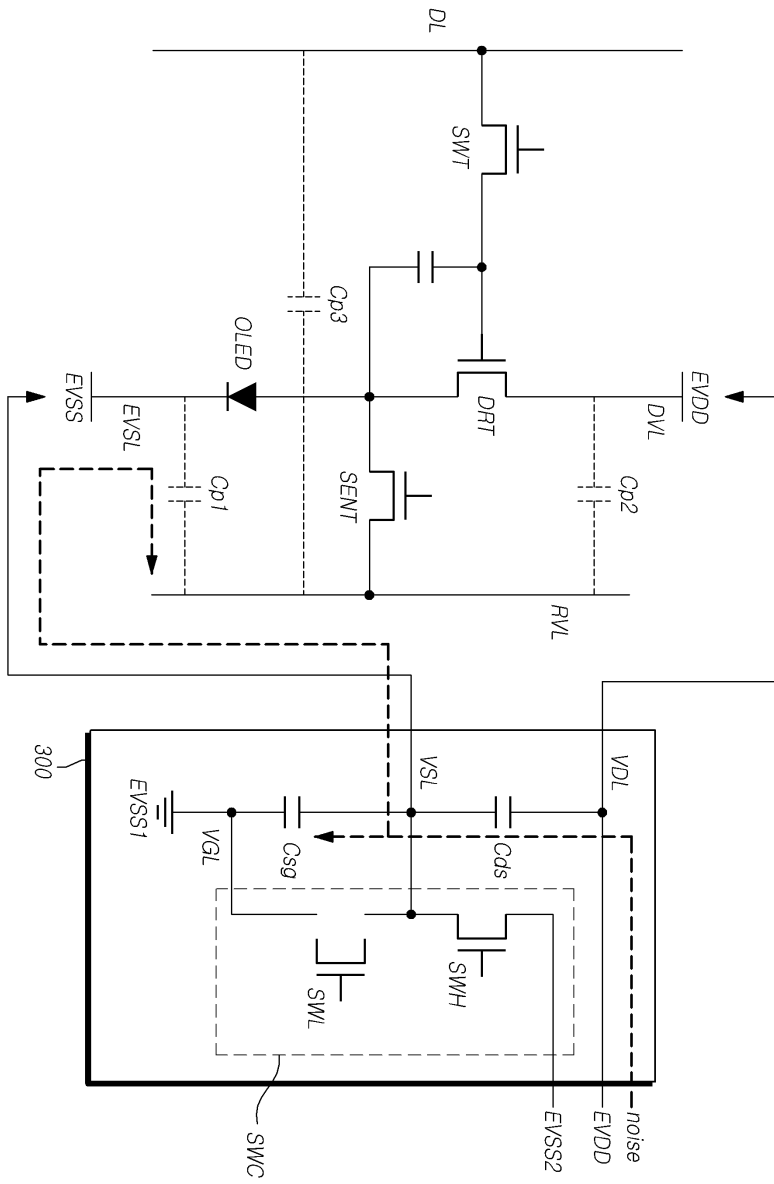 DL
SWT
Cp3
OLED
EVSS
EVSL
Cp1
SENT
DRT
EVDD
DVL
Cp2
RVL
300
EVSS1
VGL
Csg
VSL
Cds
VDL
SWL
SWH
SWC
EVSS2
EVDD
noise